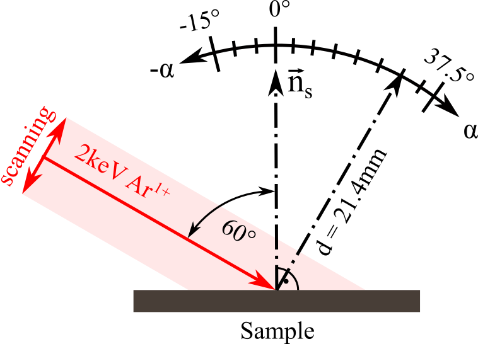 0°
-15°
37.5°
-α
n⃗s
α
scanning
2keV Ar¹⁺
60°
d = 21.4mm
Sample